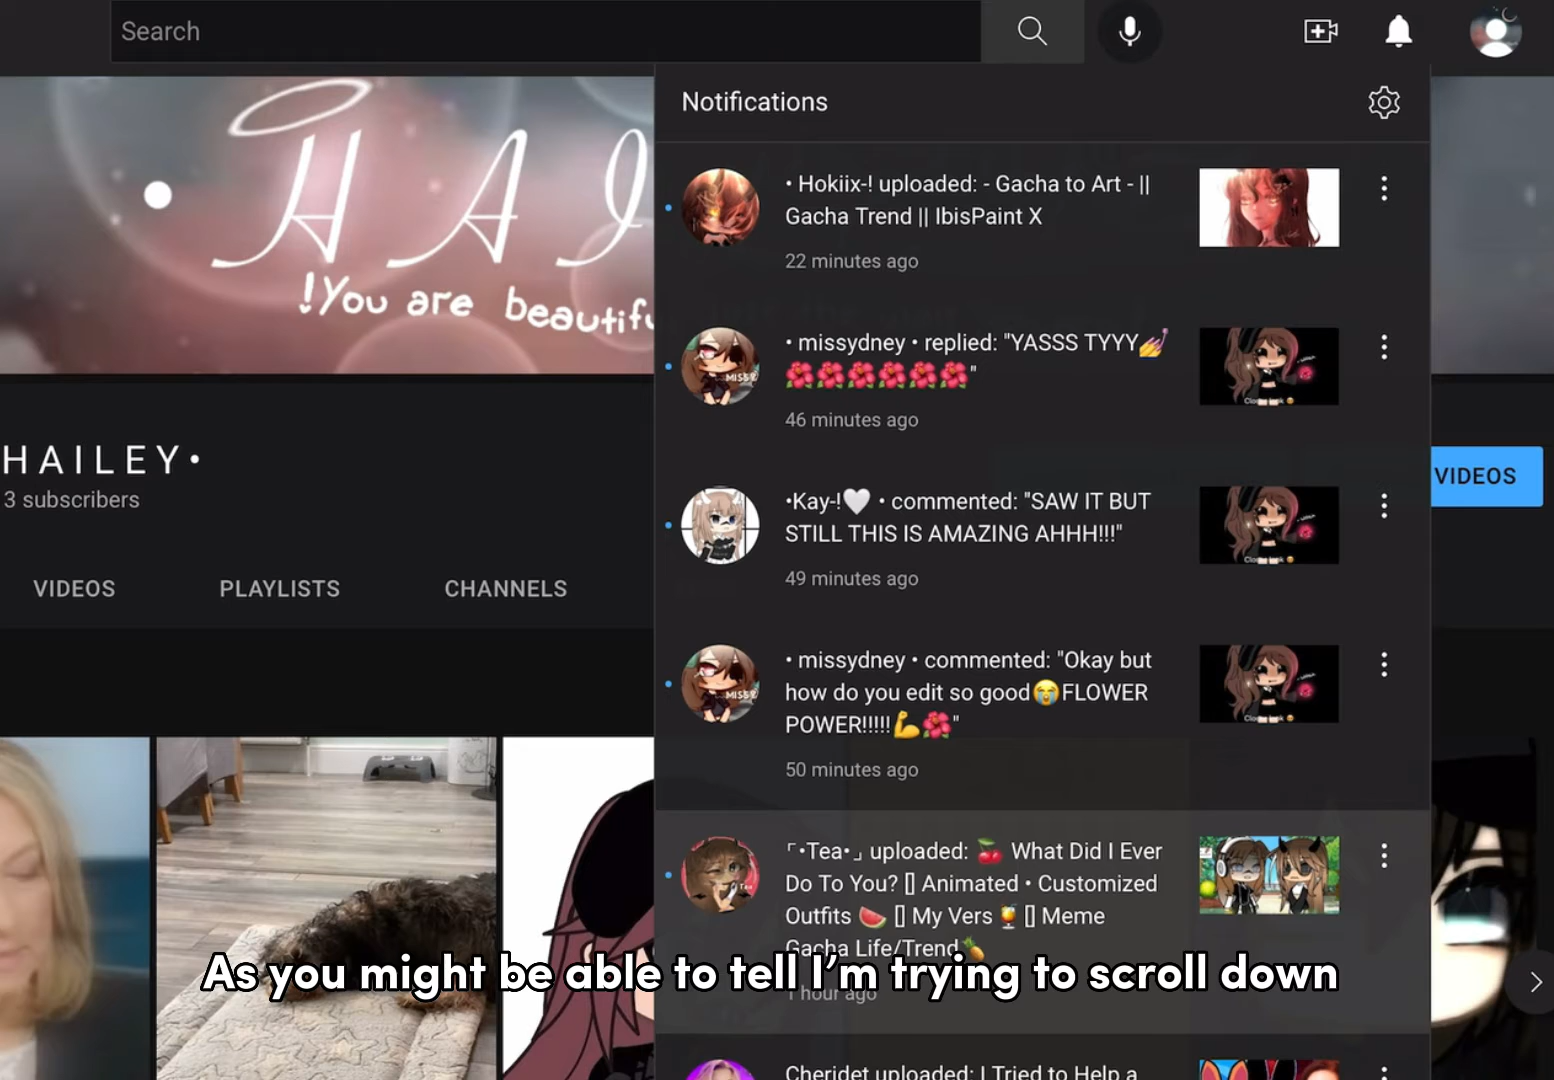 Search
Notifications
HAI
!You are beautifu
• Hokiix-! uploaded: - Gacha to Art - ||
Gacha Trend || IbisPaint X
22 minutes ago
• missydney • replied: "YASSS TYYY💅
🌺🌺🌺🌺🌺🌺"
46 minutes ago
HAILEY•
3 subscribers
VIDEOS
•Kay-!🤍 • commented: "SAW IT BUT
STILL THIS IS AMAZING AHHH!!!"
49 minutes ago
VIDEOS PLAYLISTS CHANNELS
• missydney • commented: "Okay but
how do you edit so good😭FLOWER
POWER!!!!!💪🌺"
50 minutes ago
⌜•Tea•⌟ uploaded: 🍒 What Did I Ever
Do To You? [] Animated • Customized
Outfits 🍉 [] My Vers 🍹 [] Meme
Gacha Life/Trend🍍
1 hour ago
As you might be able to tell I'm trying to scroll down
Cheridet uploaded: I Tried to Help a